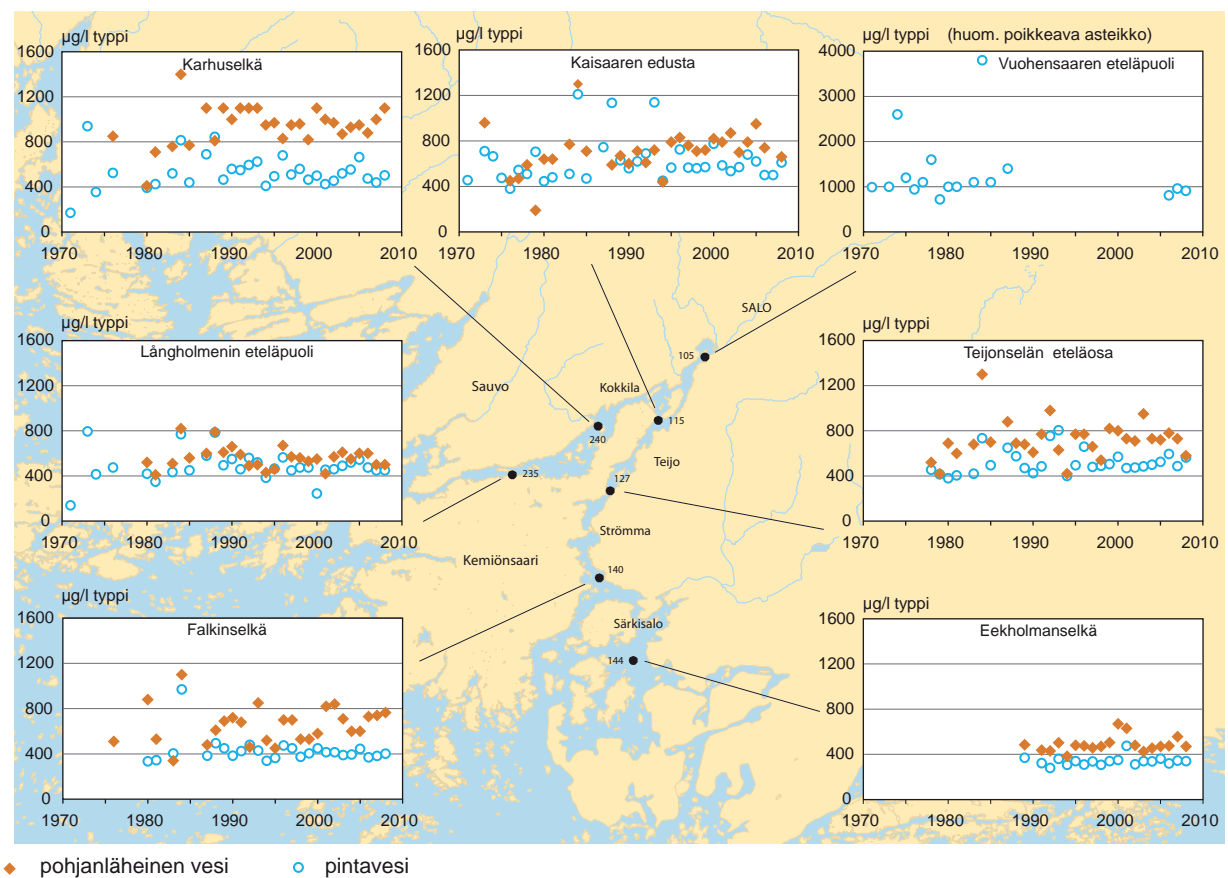 µg/l typpi
Karhuselkä
1600
1200
800
400
0
1970 1980 1990 2000 2010
µg/l typpi
Kaisaaren edusta
1600
1200
800
400
0
1970 1980 1990 2000 2010
µg/l typpi (huom. poikkeava asteikko)
Vuohensaaren eteläpuoli
4000
3000
2000
1000
0
1970 1980 1990 2000 2010
µg/l typpi
Långholmenin eteläpuoli
1600
1200
800
400
0
1970 1980 1990 2000 2010
SALO
105
Sauvo
Kokkila
240
115
235
Teijo
127
Strömma
Kemiönsaari
140
Särkisalo
144
µg/l typpi
Teijonselän eteläosa
1600
1200
800
400
0
1970 1980 1990 2000 2010
µg/l typpi
Falkinselkä
1600
1200
800
400
0
1970 1980 1990 2000 2010
µg/l typpi
Eekholmanselkä
1600
1200
800
400
0
1970 1980 1990 2000 2010
pohjanläheinen vesi pintavesi